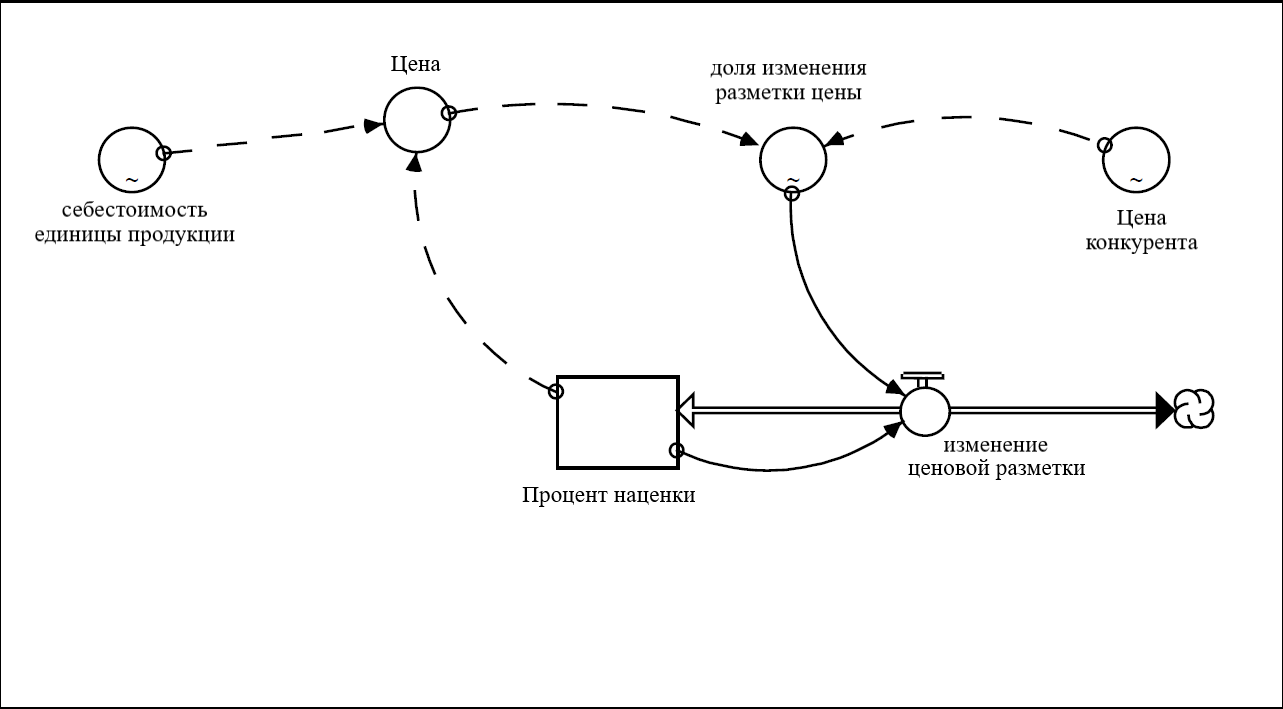 Цена
доля изменения
разметки цены
~
~
~
себестоимость
единицы продукции
Цена
конкурента
изменение
ценовой разметки
Процент наценки